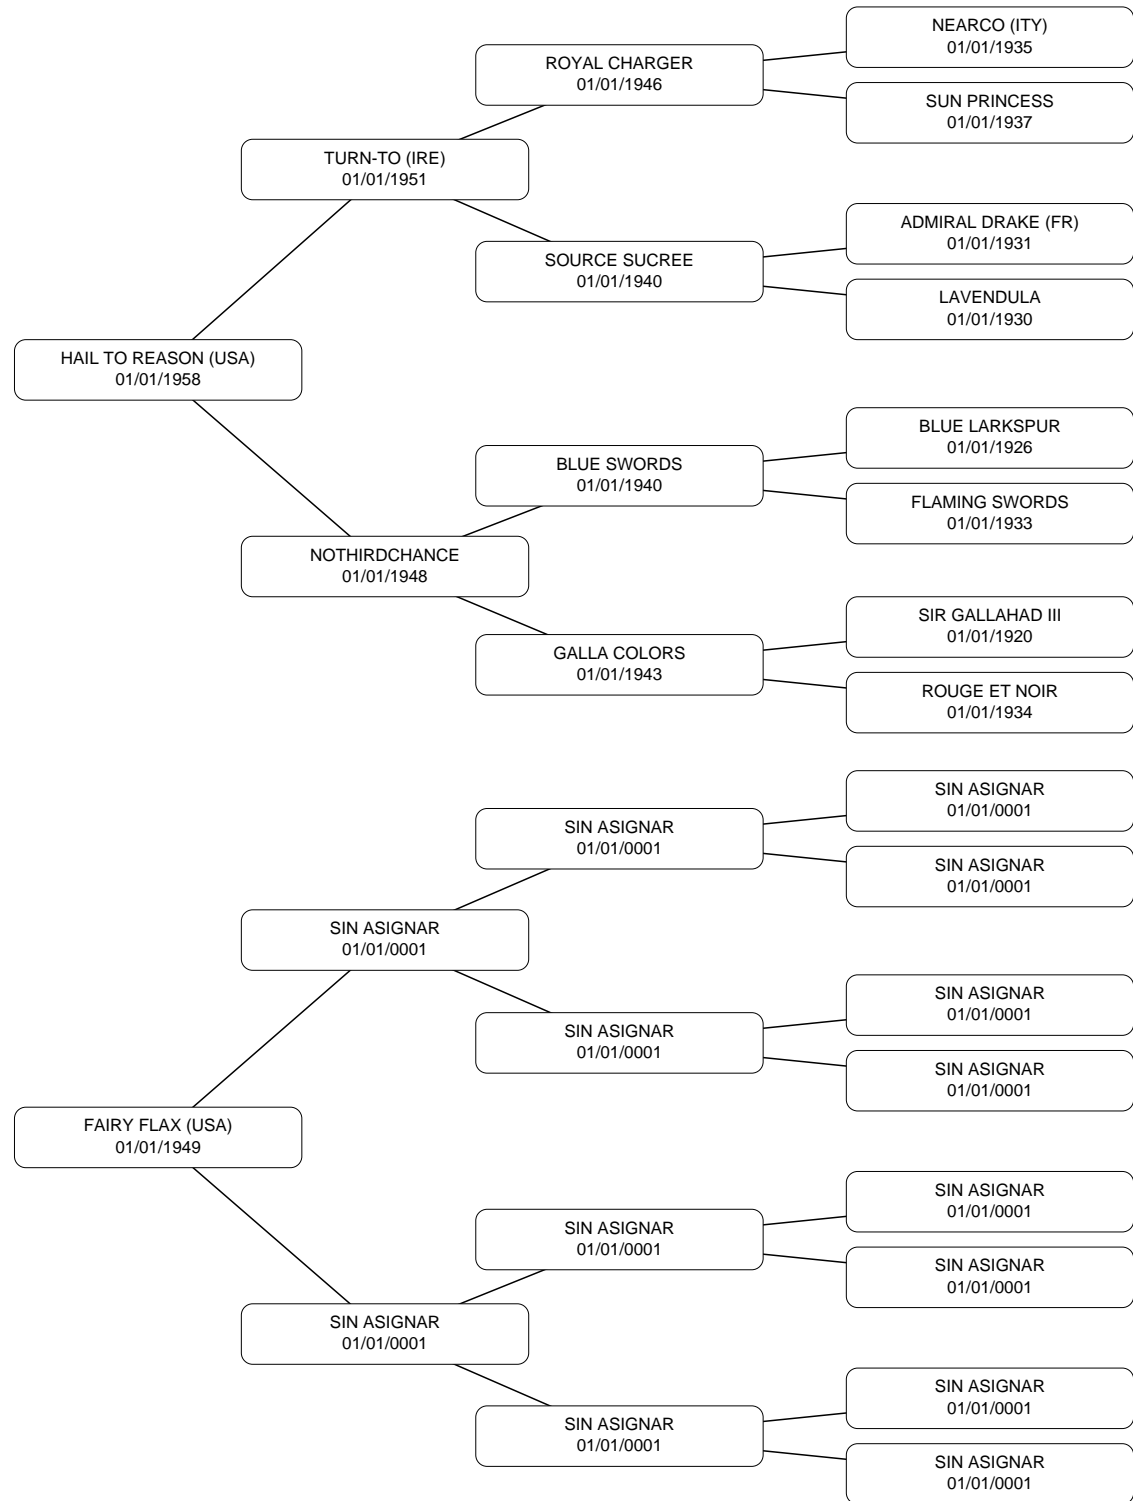 NEARCO (ITY)
01/01/1935
ROYAL CHARGER
01/01/1946
SUN PRINCESS
01/01/1937
TURN-TO (IRE)
01/01/1951
ADMIRAL DRAKE (FR)
01/01/1931
SOURCE SUCREE
01/01/1940
LAVENDULA
01/01/1930
HAIL TO REASON (USA)
01/01/1958
BLUE LARKSPUR
01/01/1926
BLUE SWORDS
01/01/1940
FLAMING SWORDS
01/01/1933
NOTHIRDCHANCE
01/01/1948
SIR GALLAHAD III
01/01/1920
GALLA COLORS
01/01/1943
ROUGE ET NOIR
01/01/1934
SIN ASIGNAR
01/01/0001
SIN ASIGNAR
01/01/0001
SIN ASIGNAR
01/01/0001
SIN ASIGNAR
01/01/0001
SIN ASIGNAR
01/01/0001
SIN ASIGNAR
01/01/0001
SIN ASIGNAR
01/01/0001
FAIRY FLAX (USA)
01/01/1949
SIN ASIGNAR
01/01/0001
SIN ASIGNAR
01/01/0001
SIN ASIGNAR
01/01/0001
SIN ASIGNAR
01/01/0001
SIN ASIGNAR
01/01/0001
SIN ASIGNAR
01/01/0001
SIN ASIGNAR
01/01/0001